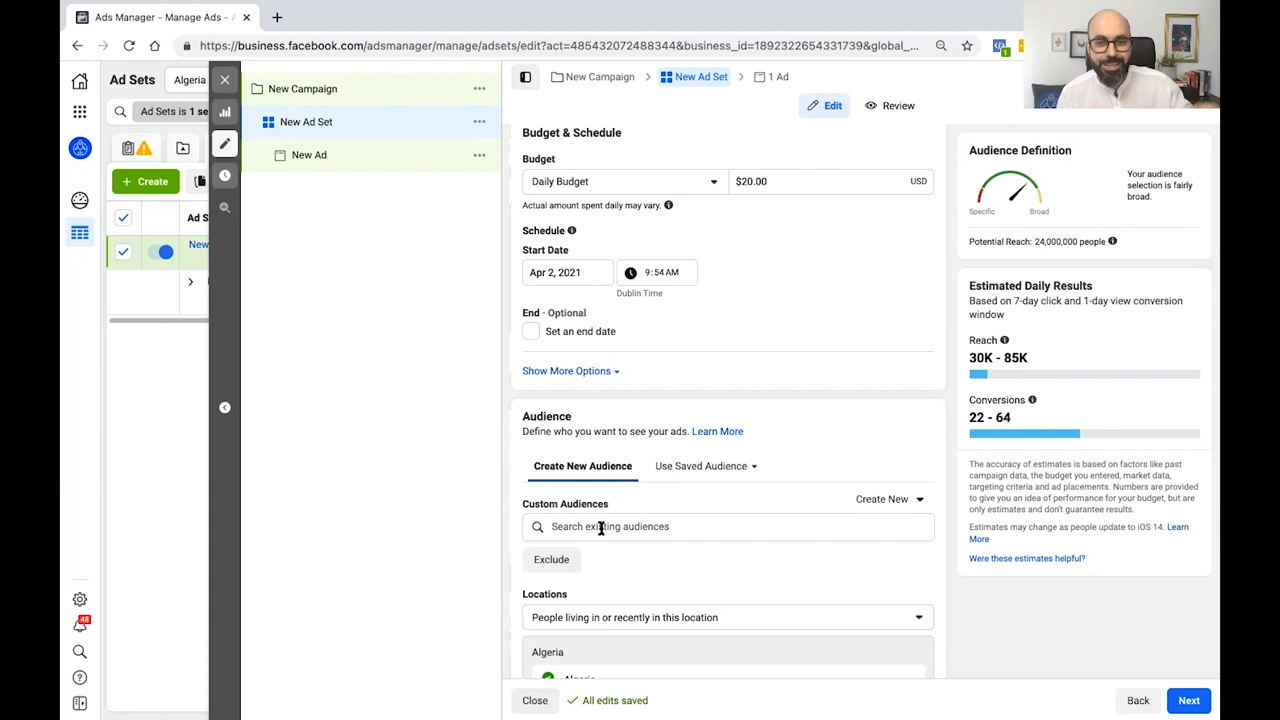 Ads Manager - Manage Ads -
https://business.facebook.com/adsmanager/manage/adsets/edit?act=485432072488344&business_id=1892322654331739&global_...
1
Ad Sets
Algeria
Ad Sets is 1 se
Create
Ad S
New
48
New Campaign
New Ad Set
New Ad
New Campaign
New Ad Set
1 Ad
Edit
Review
Budget & Schedule
Budget
Daily Budget
$20.00
USD
Actual amount spent daily may vary.
Schedule
Start Date
Apr 2, 2021
9:54 AM
Dublin Time
End · Optional
Set an end date
Show More Options
Audience
Define who you want to see your ads. Learn More
Create New Audience
Use Saved Audience
Custom Audiences
Create New
Search existing audiences
Exclude
Locations
People living in or recently in this location
Algeria
Algeria
Close
All edits saved
Back
Next
Audience Definition
Specific
Broad
Your audience
selection is fairly
broad.
Potential Reach: 24,000,000 people
Estimated Daily Results
Based on 7-day click and 1-day view conversion
window
Reach
30K - 85K
Conversions
22 - 64
The accuracy of estimates is based on factors like past
campaign data, the budget you entered, market data,
targeting criteria and ad placements. Numbers are provided
to give you an idea of performance for your budget, but are
only estimates and don't guarantee results.
Estimates may change as people update to iOS 14. Learn
More
Were these estimates helpful?